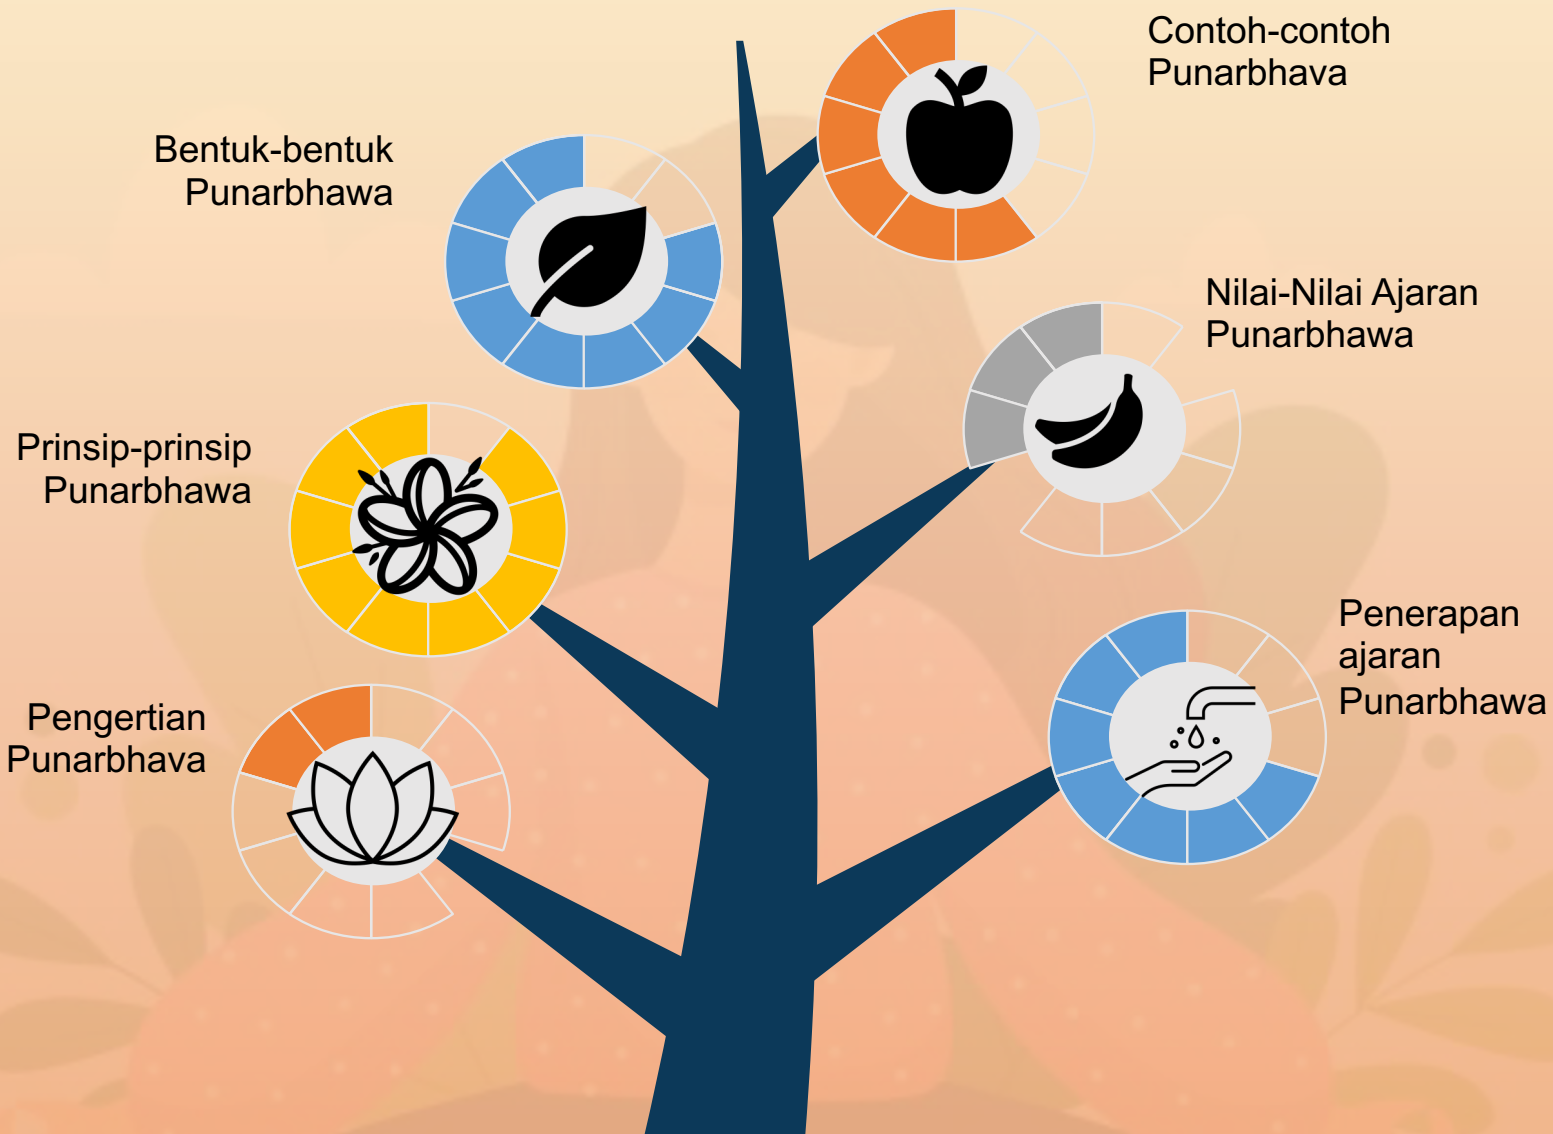 Contoh-contoh
Punarbhava
Bentuk-bentuk
Punarbhawa
Nilai-Nilai Ajaran
Punarbhawa
Prinsip-prinsip
Punarbhawa
Penerapan
ajaran
Punarbhawa
Pengertian
Punarbhava